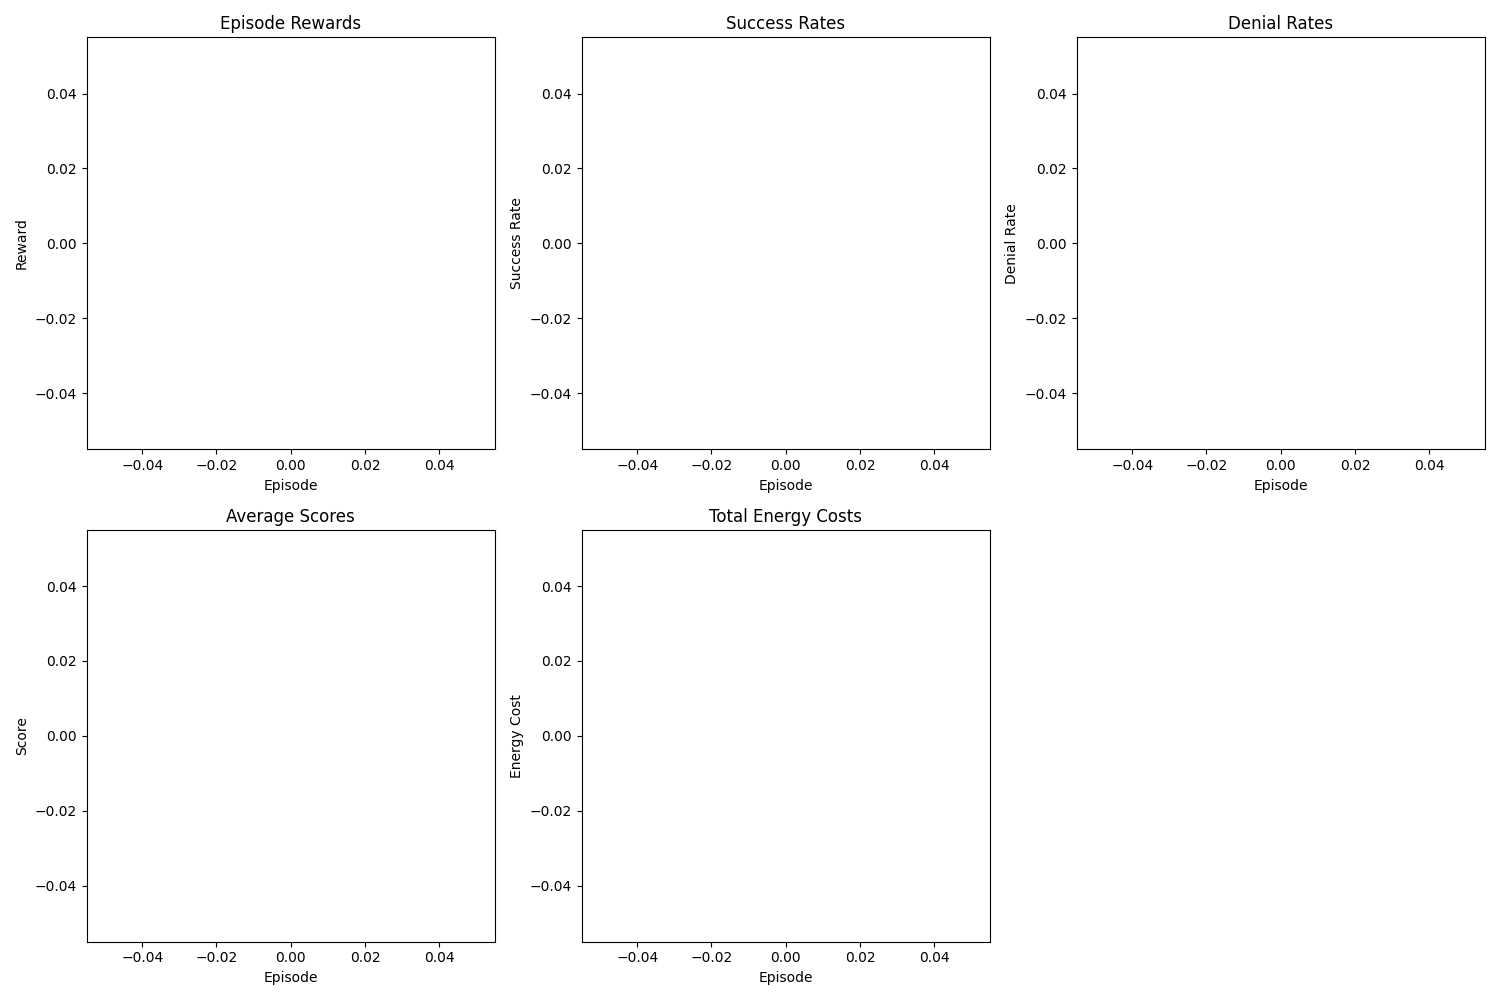 Episode Rewards
Success Rates
Denial Rates
0.04
0.02
0.00
−0.02
−0.04
Reward
−0.04 −0.02 0.00 0.02 0.04
Episode
0.04
0.02
0.00
−0.02
−0.04
Success Rate
−0.04 −0.02 0.00 0.02 0.04
Episode
0.04
0.02
0.00
−0.02
−0.04
Denial Rate
−0.04 −0.02 0.00 0.02 0.04
Episode
Average Scores
Total Energy Costs
0.04
0.02
0.00
−0.02
−0.04
Score
−0.04 −0.02 0.00 0.02 0.04
Episode
0.04
0.02
0.00
−0.02
−0.04
Energy Cost
−0.04 −0.02 0.00 0.02 0.04
Episode